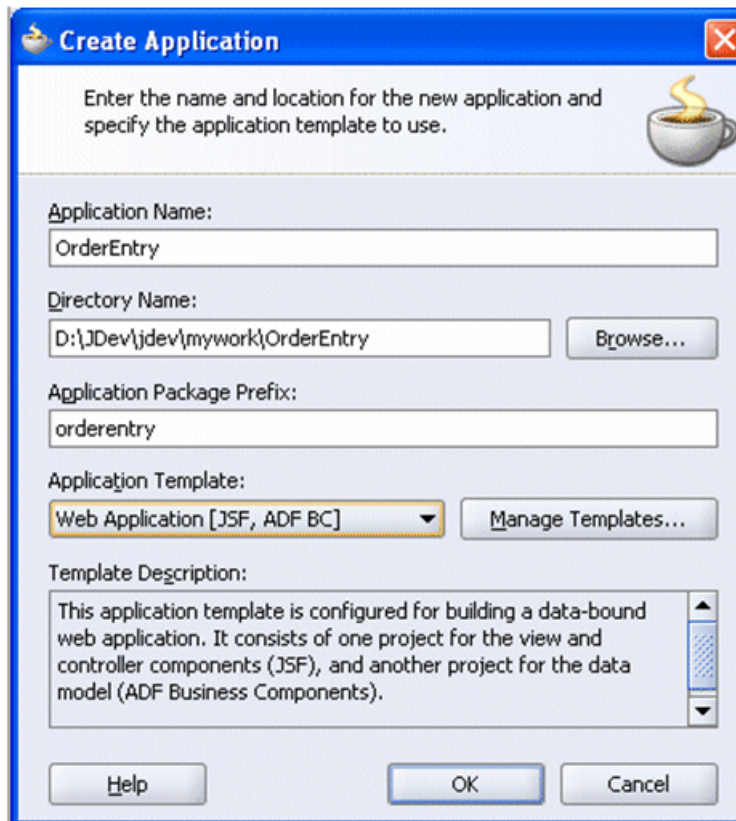 Create Application
Enter the name and location for the new application and
specify the application template to use.
Application Name:
OrderEntry
Directory Name:
D:\JDev\jdev\mywork\OrderEntry
Browse...
Application Package Prefix:
orderentry
Application Template:
Web Application [JSF, ADF BC]
Manage Templates...
Template Description:
This application template is configured for building a data-bound
web application. It consists of one project for the view and
controller components (JSF), and another project for the data
model (ADF Business Components).
Help
OK
Cancel